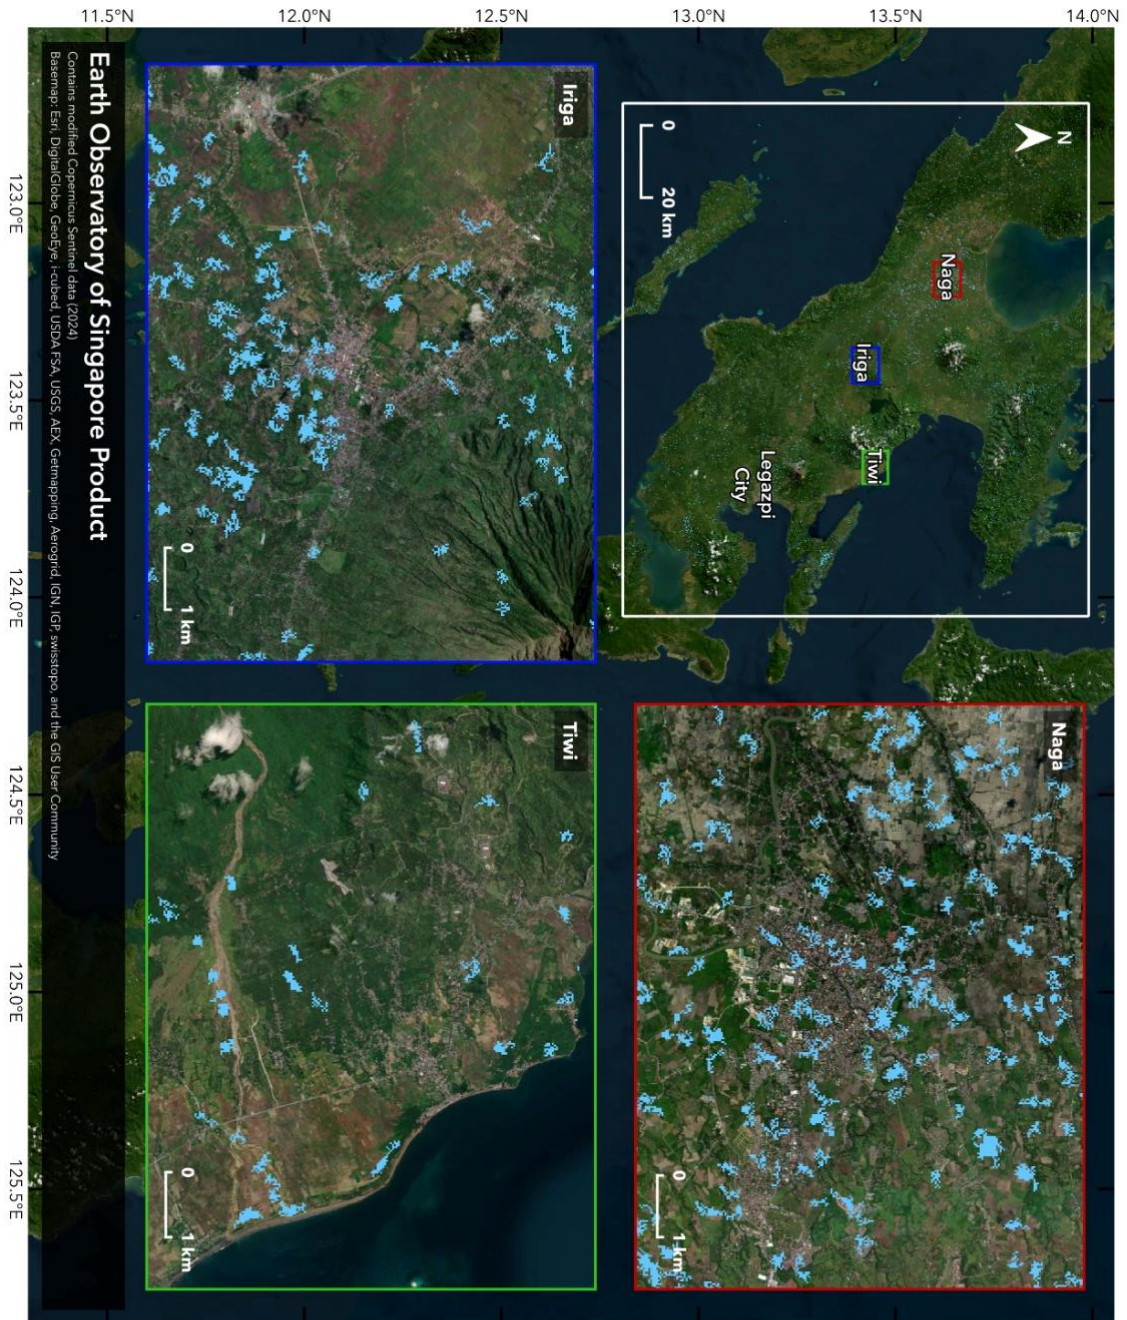 11.5°N
12.0°N
12.5°N
13.0°N
13.5°N
14.0°N
N
0
20 km
Naga
Iriga
Tiwi
Legazpi
City
Naga
0
1 km
Iriga
0
1 km
Tiwi
0
1 km
Earth Observatory of Singapore Product
Contains modified Copernicus Sentinel data (2024)
Basemap: Esri, DigitalGlobe, GeoEye, i-cubed, USDA FSA, USGS, AEX, Getmapping, Aerogrid, IGN, IGP, swisstopo, and the GIS User Community
123.0°E
123.5°E
124.0°E
124.5°E
125.0°E
125.5°E